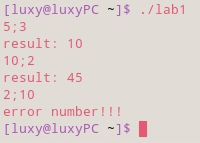 [luxy@luxyPC ~]$ ./lab1
5;3
result: 10
10;2
result: 45
2;10
error number!!!
[luxy@luxyPC ~]$